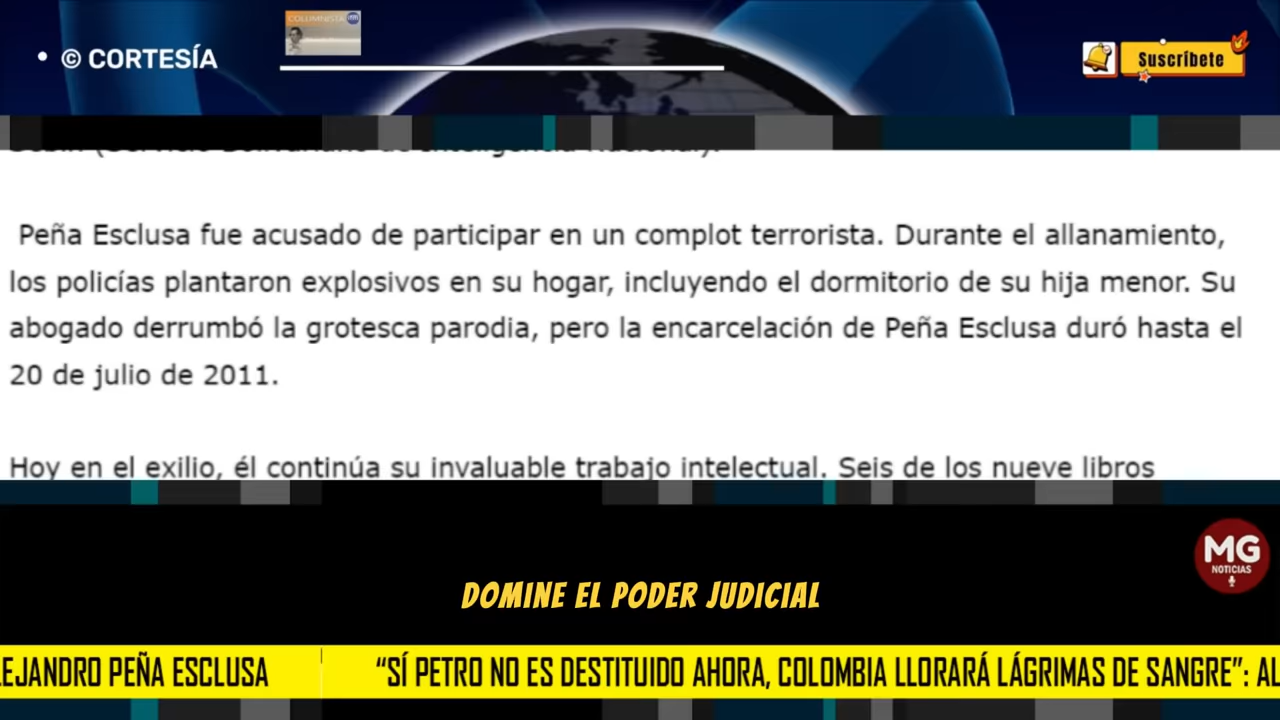 COLUMNISTA
• © CORTESÍA
Suscríbete
Peña Esclusa fue acusado de participar en un complot terrorista. Durante el allanamiento,
los policías plantaron explosivos en su hogar, incluyendo el dormitorio de su hija menor. Su
abogado derrumbó la grotesca parodia, pero la encarcelación de Peña Esclusa duró hasta el
20 de julio de 2011.
Hoy en el exilio, él continúa su invaluable trabajo intelectual. Seis de los nueve libros
MG
NOTICIAS
DOMINE EL PODER JUDICIAL
EJANDRO PEÑA ESCLUSA “SÍ PETRO NO ES DESTITUIDO AHORA, COLOMBIA LLORARÁ LÁGRIMAS DE SANGRE”: AL